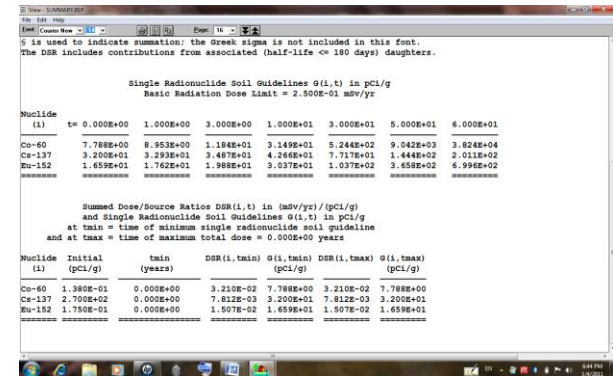 View - SUMMARY.REP
File Edit Help
Font: Courier New 14 Page: 16
§ is used to indicate summation; the Greek sigma is not included in this font.
The DSR includes contributions from associated (half-life <= 180 days) daughters.
Single Radionuclide Soil Guidelines G(i,t) in pCi/g
Basic Radiation Dose Limit = 2.500E-01 mSv/yr
Nuclide
(i) t= 0.000E+00 1.000E+00 3.000E+00 1.000E+01 3.000E+01 5.000E+01 6.000E+01
Co-60 7.788E+00 8.953E+00 1.184E+01 3.149E+01 5.244E+02 9.042E+03 3.824E+04
Cs-137 3.200E+01 3.293E+01 3.487E+01 4.266E+01 7.717E+01 1.444E+02 2.011E+02
Eu-152 1.659E+01 1.762E+01 1.988E+01 3.037E+01 1.037E+02 3.658E+02 6.996E+02
======= ========= ========= ========= ========= ========= ========= =========
Summed Dose/Source Ratios DSR(i,t) in (mSv/yr)/(pCi/g)
and Single Radionuclide Soil Guidelines G(i,t) in pCi/g
at tmin = time of minimum single radionuclide soil guideline
and at tmax = time of maximum total dose = 0.000E+00 years
Nuclide Initial tmin DSR(i,tmin) G(i,tmin) DSR(i,tmax) G(i,tmax)
(i) (pCi/g) (years) (pCi/g) (pCi/g)
Co-60 1.380E-01 0.000E+00 3.210E-02 7.788E+00 3.210E-02 7.788E+00
Cs-137 2.700E+02 0.000E+00 7.812E-03 3.200E+01 7.812E-03 3.200E+01
Eu-152 1.750E-01 0.000E+00 1.507E-02 1.659E+01 1.507E-02 1.659E+01
======= ========= ================ ========= ========= ========= =========
EN 6:44 PM
1/4/2011